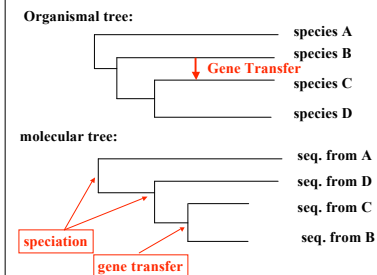 Organismal tree:
species A
species B
Gene Transfer
species C
species D
molecular tree:
seq. from A
seq. from D
seq. from C
seq. from B
speciation
gene transfer